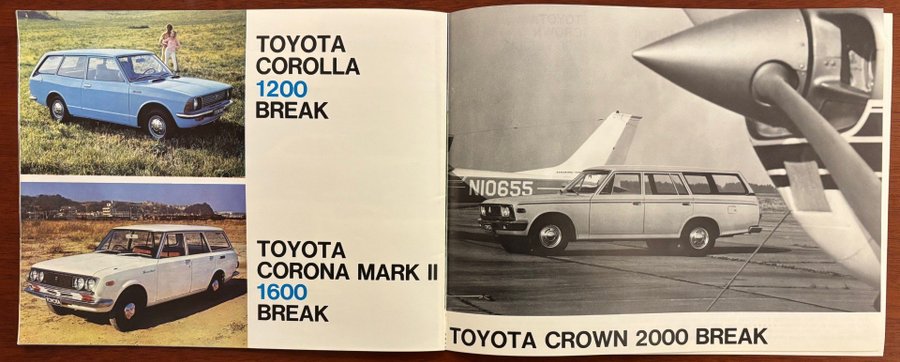 TOYOTA
COROLLA
1200
BREAK
TOYOTA
CORONA MARK II
1600
BREAK
N10655
TOYOTA CROWN 2000 BREAK